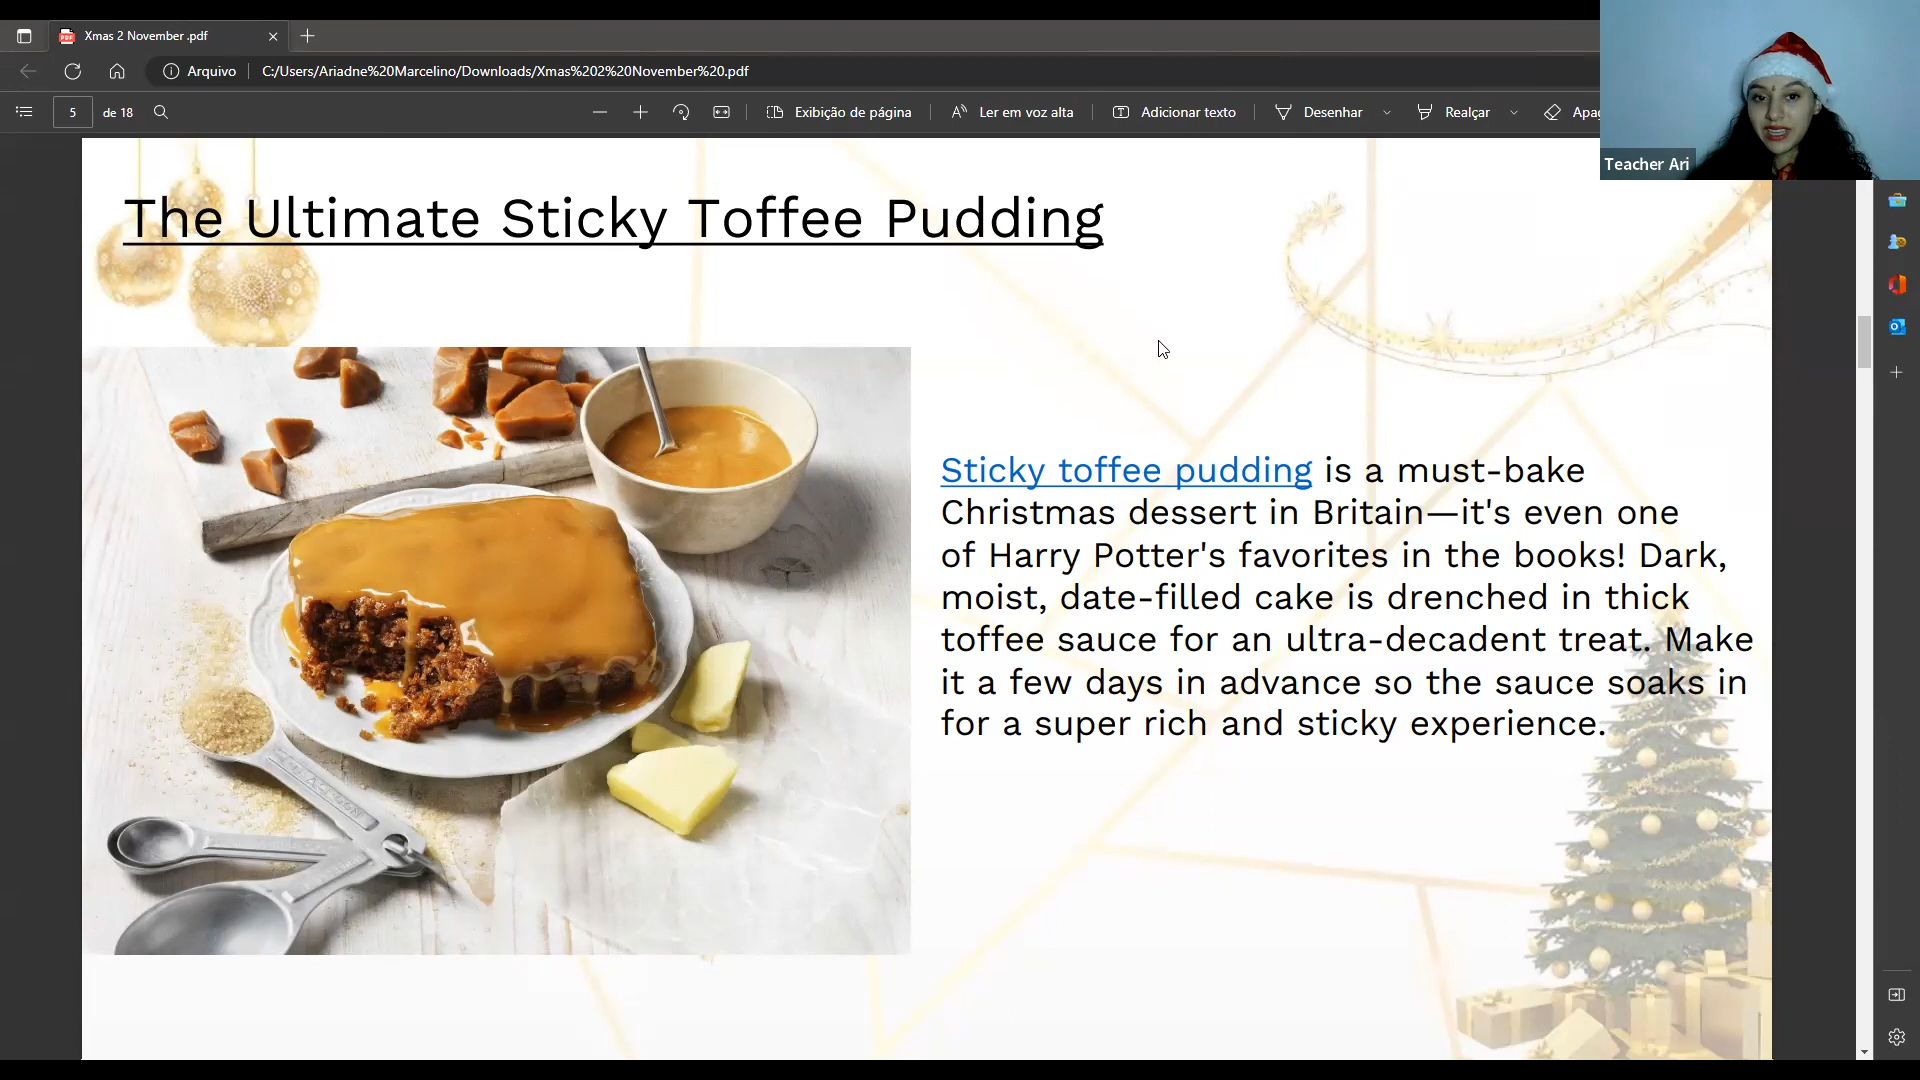 Xmas 2 November .pdf
Arquivo
C:/Users/Ariadne%20Marcelino/Downloads/Xmas%202%20November%20.pdf
5 de 18
Exibição de página
Ler em voz alta
Adicionar texto
Desenhar
Realçar
Teacher Ari
The Ultimate Sticky Toffee Pudding
Sticky toffee pudding is a must-bake
Christmas dessert in Britain—it's even one
of Harry Potter's favorites in the books! Dark,
moist, date-filled cake is drenched in thick
toffee sauce for an ultra-decadent treat. Make
it a few days in advance so the sauce soaks in
for a super rich and sticky experience.